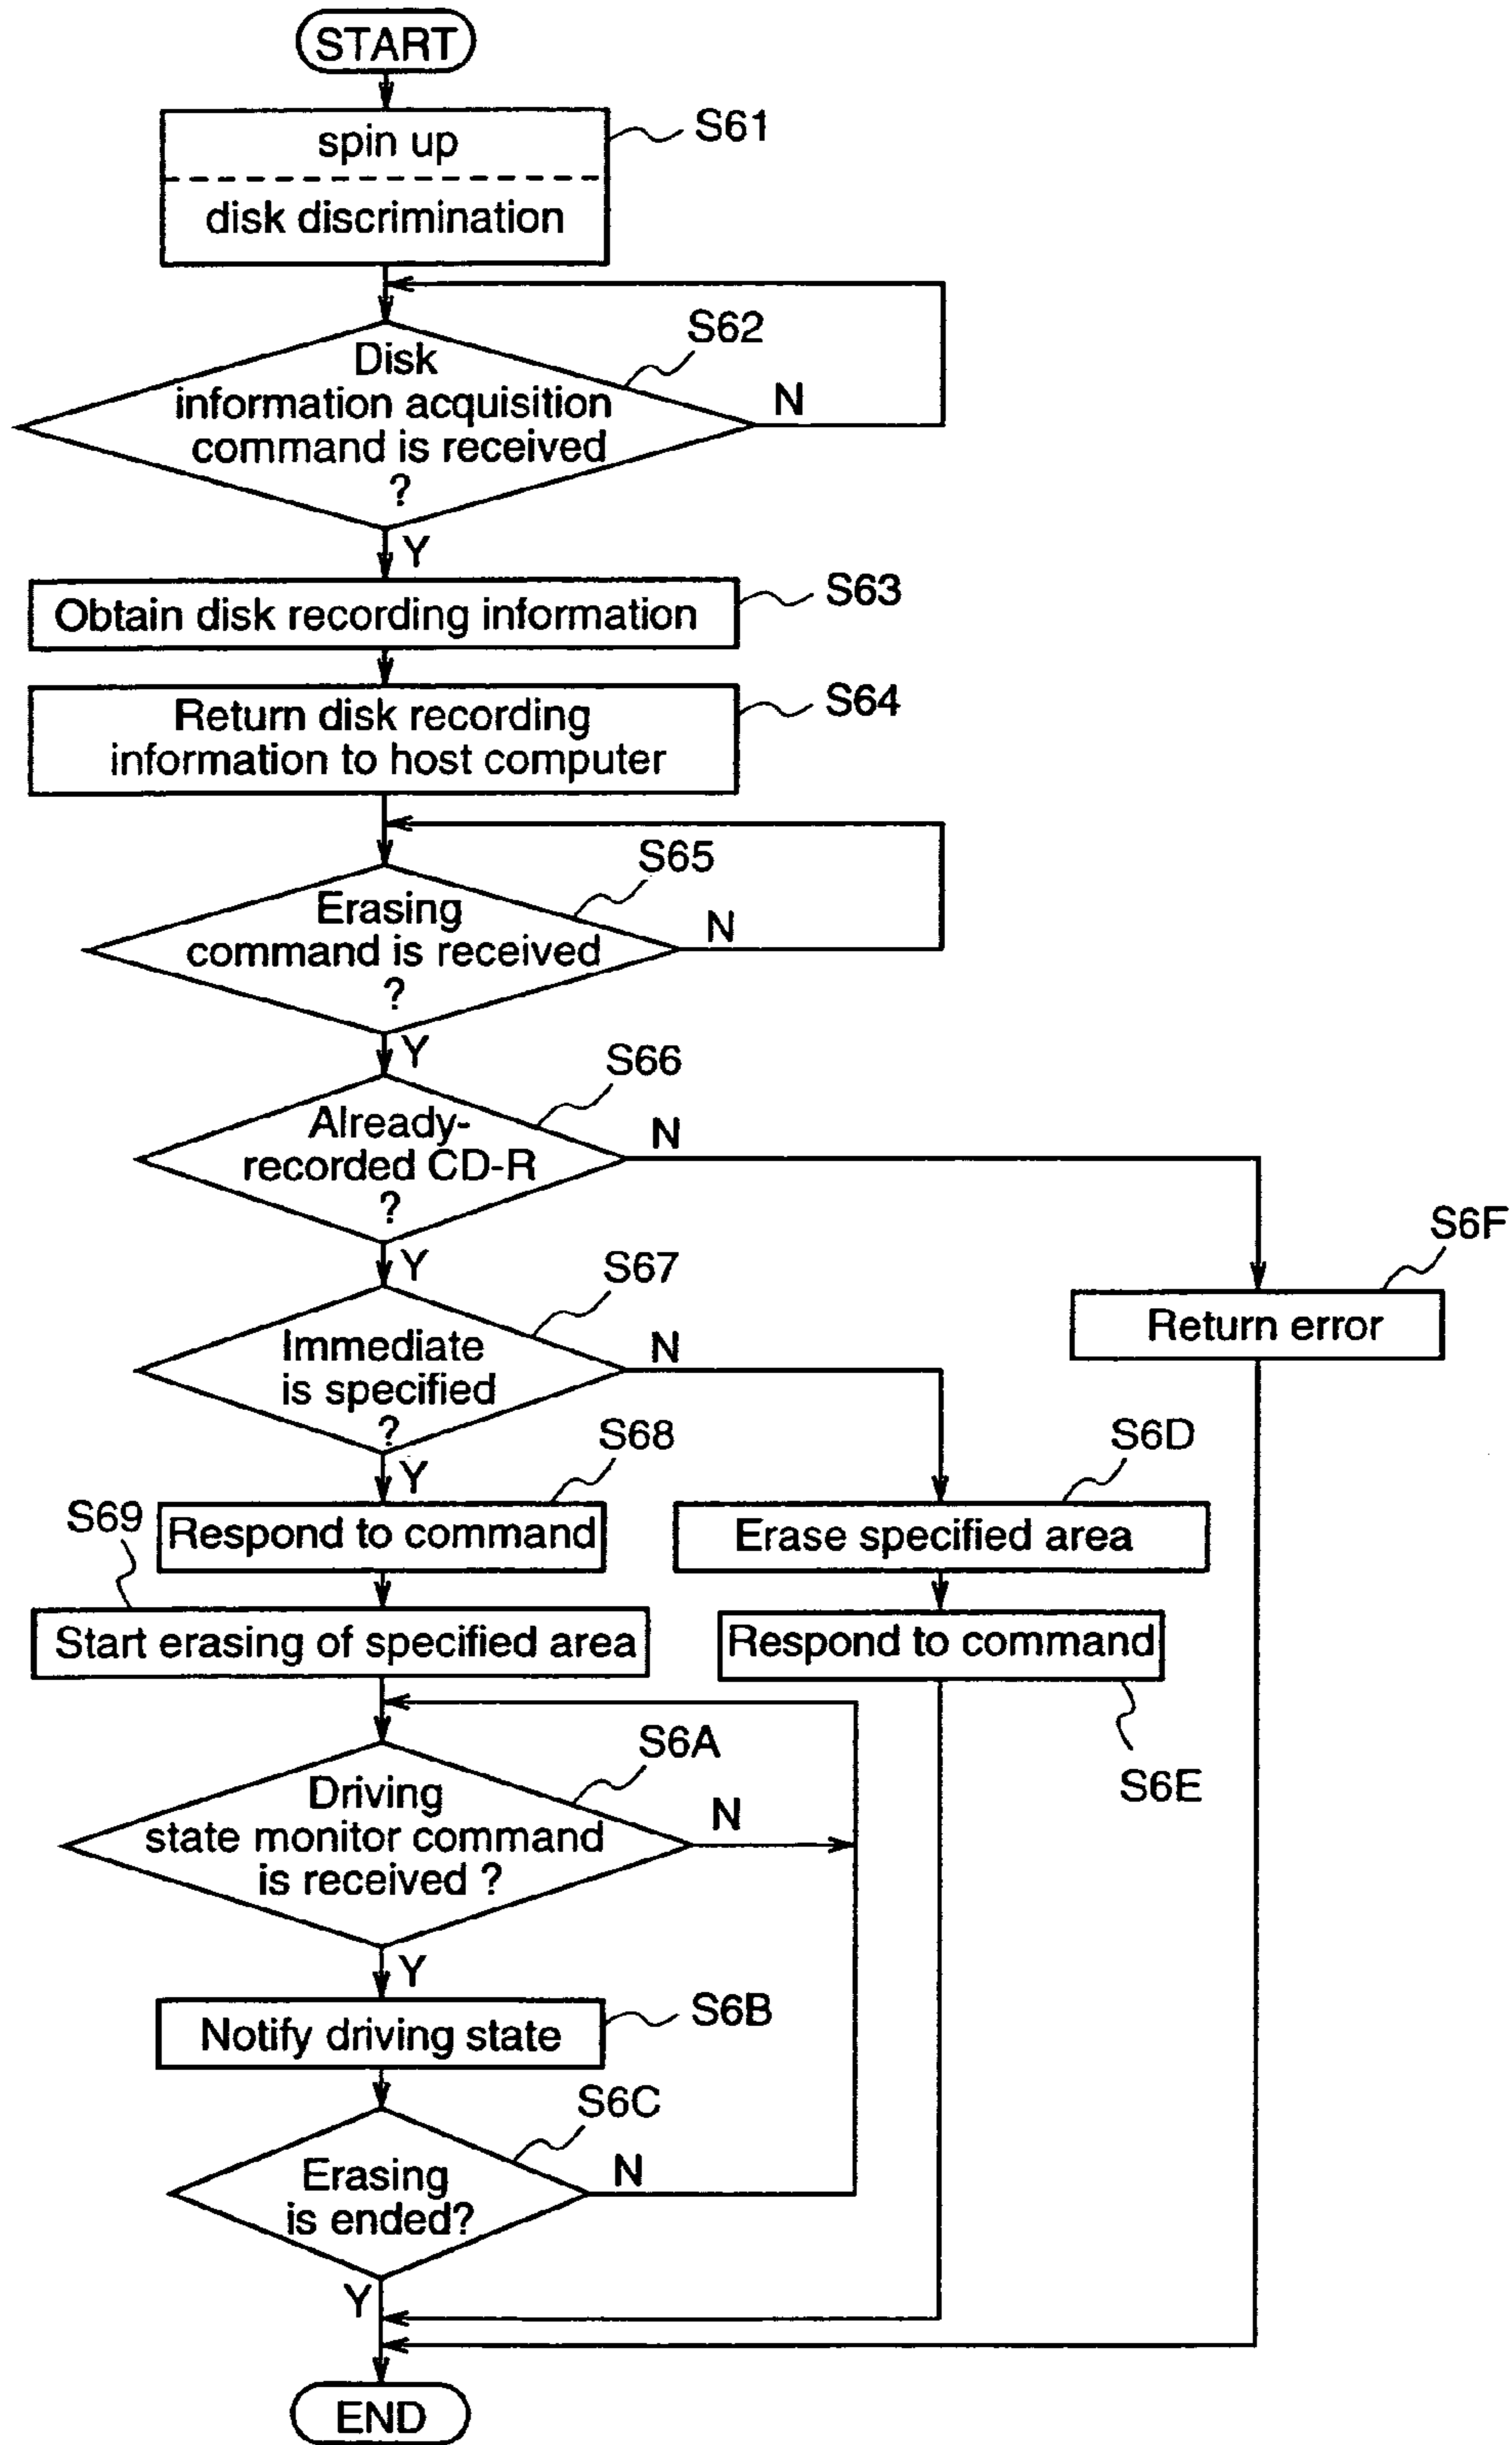 START
spin up
S61
disk discrimination
S62
Disk
information acquisition
command is received
?
N
Y
Obtain disk recording information
S63
Return disk recording
information to host computer
S64
S65
Erasing
command is received
?
N
Y
S66
Already-
recorded CD-R
?
N
Y
S67
Immediate
is specified
?
N
S6F
Return error
Y
S68
S6D
S69
Respond to command
Erase specified area
Start erasing of specified area
Respond to command
S6E
S6A
Driving
state monitor command
is received ?
N
Y
Notify driving state
S6B
S6C
Erasing
is ended?
N
Y
END